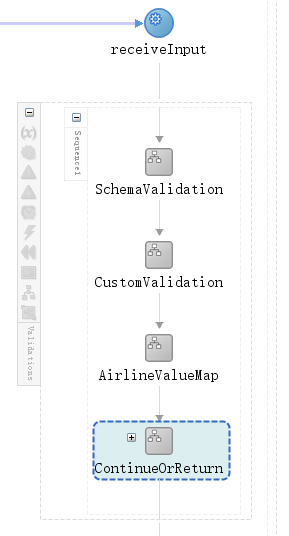 receiveInput
Sequence1
SchemaValidation
CustomValidation
AirlineValueMap
ContinueOrReturn
(x)
Validations